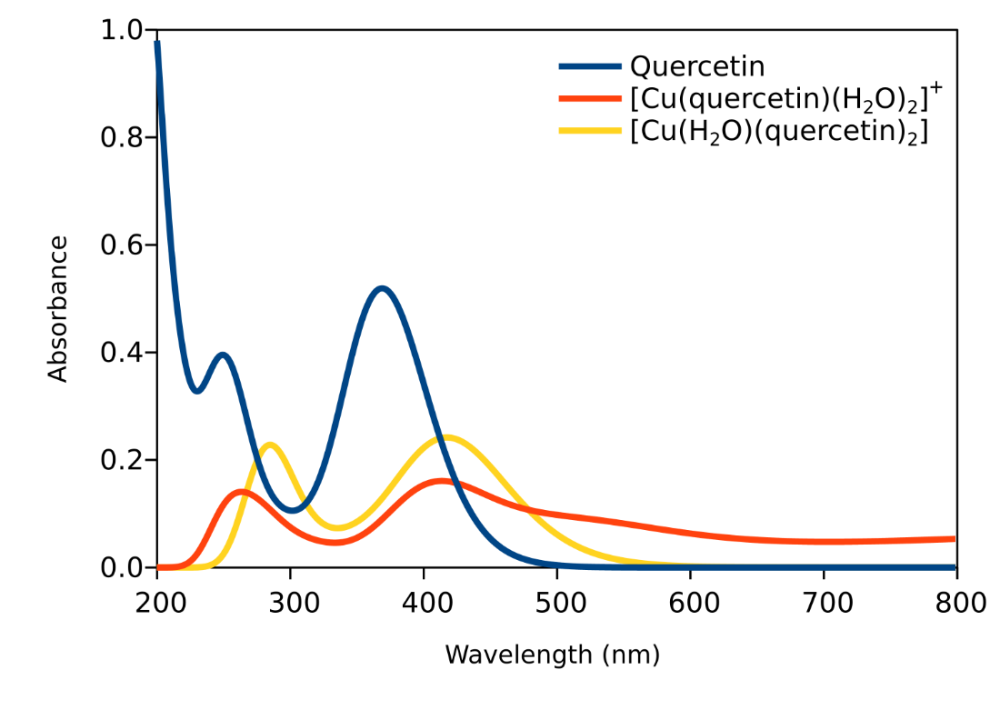 1.0
0.8
0.6
0.4
0.2
0.0
Absorbance
Quercetin
[Cu(quercetin)(H₂O)₂]⁺
[Cu(H₂O)(quercetin)₂]
200 300 400 500 600 700 800
Wavelength (nm)